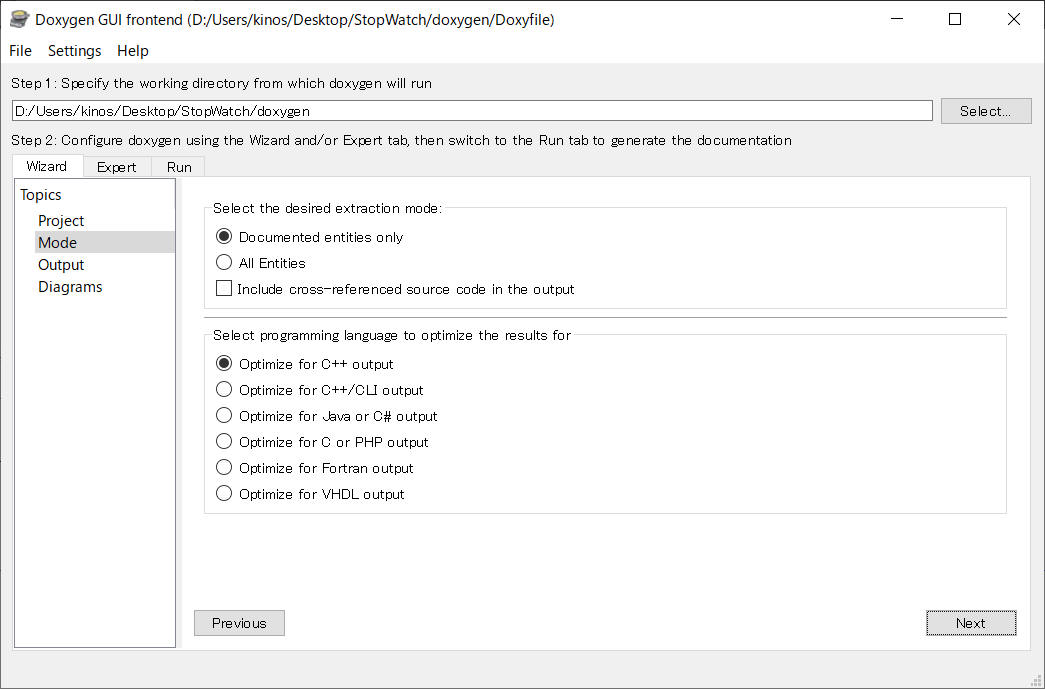 Doxygen GUI frontend (D:/Users/kinos/Desktop/StopWatch/doxygen/Doxyfile)
File Settings Help
Step 1: Specify the working directory from which doxygen will run
D:/Users/kinos/Desktop/StopWatch/doxygen
Select...
Step 2: Configure doxygen using the Wizard and/or Expert tab, then switch to the Run tab to generate the documentation
Wizard Expert Run
Topics
Project
Mode
Output
Diagrams
Select the desired extraction mode:
Documented entities only
All Entities
Include cross-referenced source code in the output
Select programming language to optimize the results for
Optimize for C++ output
Optimize for C++/CLI output
Optimize for Java or C# output
Optimize for C or PHP output
Optimize for Fortran output
Optimize for VHDL output
Previous
Next